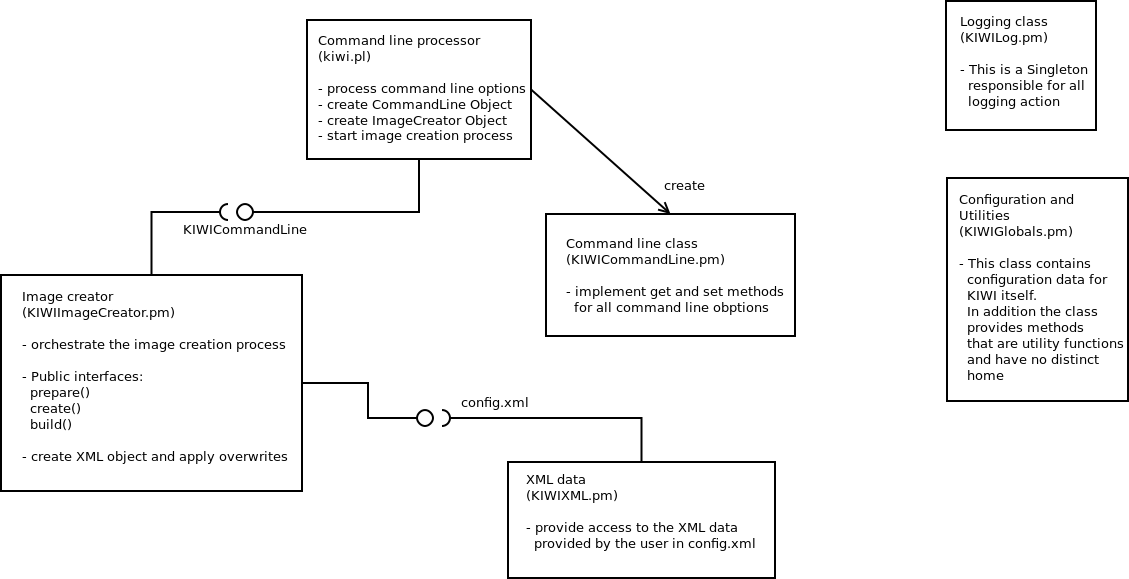 Command line processor
(kiwi.pl)
- process command line options
- create CommandLine Object
- create ImageCreator Object
- start image creation process
Logging class
(KIWILog.pm)
- This is a Singleton
responsible for all
logging action
create
KIWICommandLine
Configuration and
Utilities
(KIWIGlobals.pm)
- This class contains
configuration data for
KIWI itself.
In addition the class
provides methods
that are utility functions
and have no distinct
home
Command line class
(KIWICommandLine.pm)
- implement get and set methods
for all command line obptions
Image creator
(KIWIImageCreator.pm)
- orchestrate the image creation process
- Public interfaces:
prepare()
create()
build()
- create XML object and apply overwrites
config.xml
XML data
(KIWIXML.pm)
- provide access to the XML data
provided by the user in config.xml